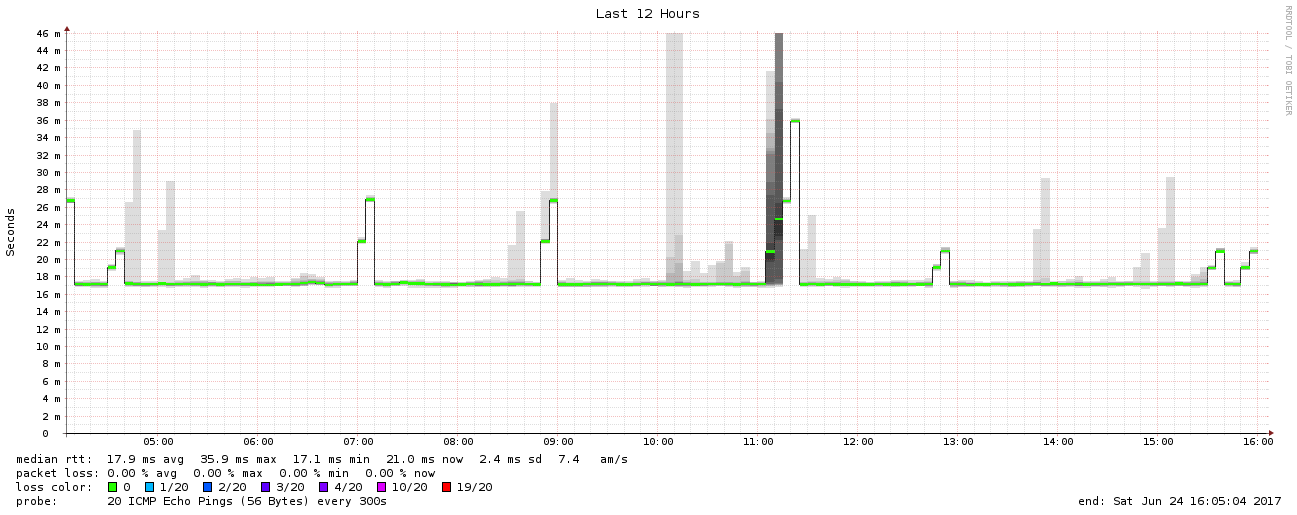 Last 12 Hours
RRDTOOL / TOBI OETIKER
Seconds
46 m
44 m
42 m
40 m
38 m
36 m
34 m
32 m
30 m
28 m
26 m
24 m
22 m
20 m
18 m
16 m
14 m
12 m
10 m
8 m
6 m
4 m
2 m
0
05:00 06:00 07:00 08:00 09:00 10:00 11:00 12:00 13:00 14:00 15:00 16:00
median rtt: 17.9 ms avg 35.9 ms max 17.1 ms min 21.0 ms now 2.4 ms sd 7.4 am/s
packet loss: 0.00 % avg 0.00 % max 0.00 % min 0.00 % now
loss color: 0 1/20 2/20 3/20 4/20 10/20 19/20
probe: 20 ICMP Echo Pings (56 Bytes) every 300s end: Sat Jun 24 16:05:04 2017